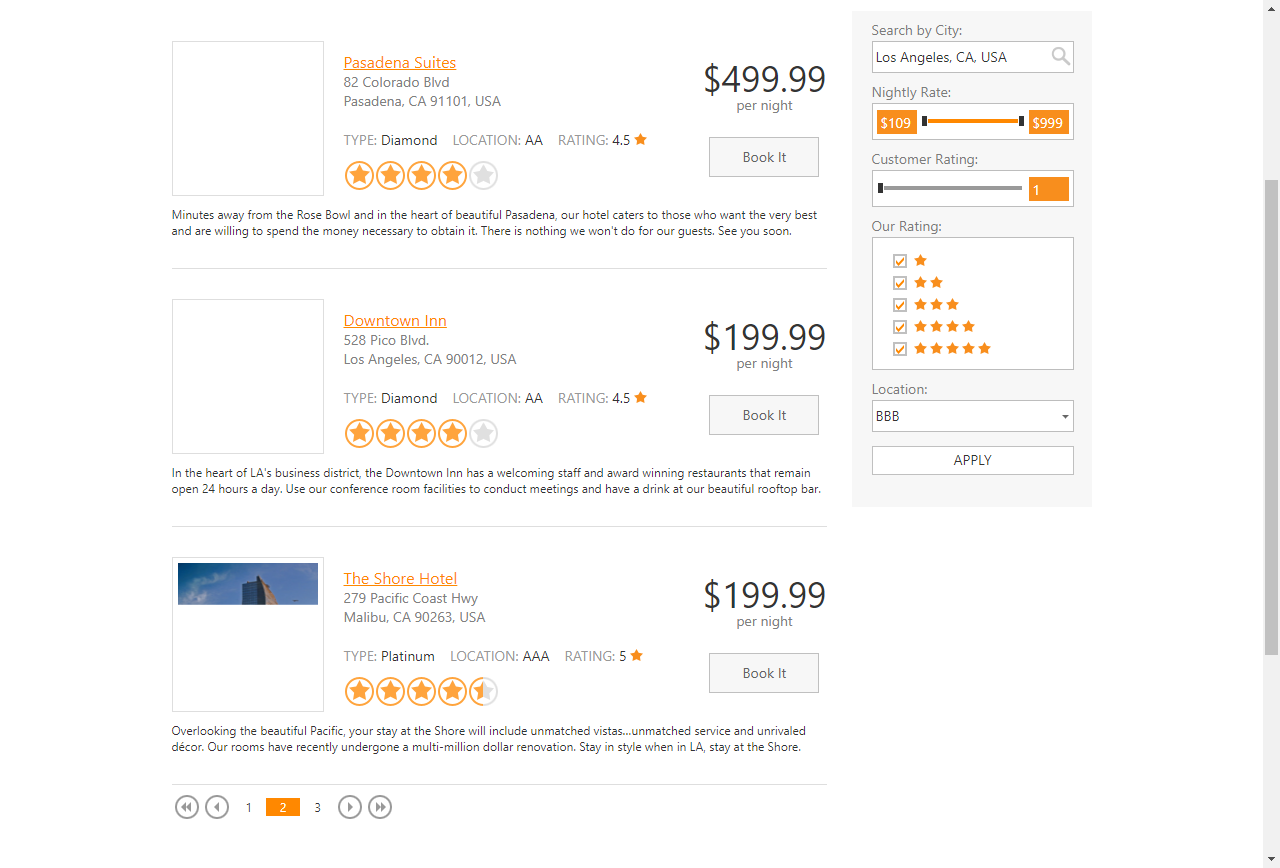 Pasadena Suites
82 Colorado Blvd
Pasadena, CA 91101, USA
$499.99
per night
TYPE: Diamond LOCATION: AA RATING: 4.5
Book It
Minutes away from the Rose Bowl and in the heart of beautiful Pasadena, our hotel caters to those who want the very best
and are willing to spend the money necessary to obtain it. There is nothing we won't do for our guests. See you soon.
Downtown Inn
528 Pico Blvd.
Los Angeles, CA 90012, USA
$199.99
per night
TYPE: Diamond LOCATION: AA RATING: 4.5
Book It
In the heart of LA's business district, the Downtown Inn has a welcoming staff and award winning restaurants that remain
open 24 hours a day. Use our conference room facilities to conduct meetings and have a drink at our beautiful rooftop bar.
The Shore Hotel
279 Pacific Coast Hwy
Malibu, CA 90263, USA
$199.99
per night
TYPE: Platinum LOCATION: AAA RATING: 5
Book It
Overlooking the beautiful Pacific, your stay at the Shore will include unmatched vistas...unmatched service and unrivaled
décor. Our rooms have recently undergone a multi-million dollar renovation. Stay in style when in LA, stay at the Shore.
1 2 3
Search by City:
Los Angeles, CA, USA
Nightly Rate:
$109 $999
Customer Rating:
1
Our Rating:
Location:
BBB
APPLY